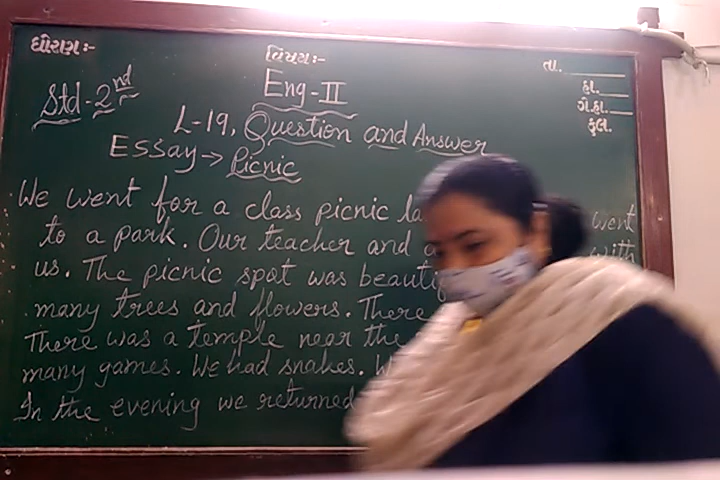 ધોરણ :-
વિષય :-
તા.
Std - 2nd
Eng - II
હા.
ગે.હા.
કુલ.
L-19, Question and Answer
Essay → Picnic
We went for a class picnic la went
to a park. Our teacher and with
us. The picnic spot was beauti
many trees and flowers. There
There was a temple near the
many games. We had snakes.
In the evening we returned